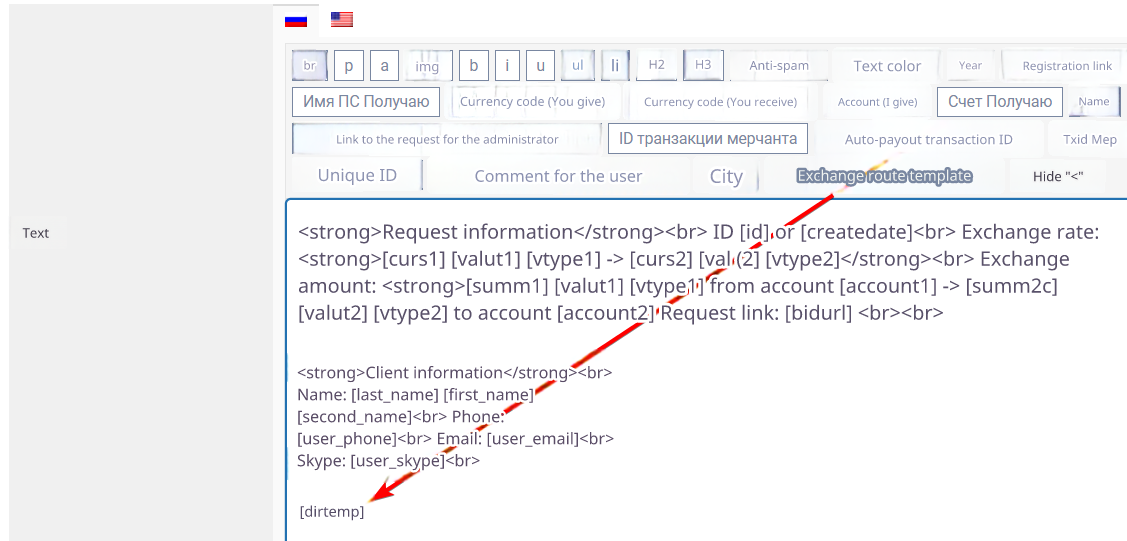 br p a img b i u ul li H2 H3 Anti-spam Text color Year Registration link
Имя ПС Получаю Currency code (You give) Currency code (You receive) Account (I give) Счет Получаю Name
Link to the request for the administrator ID транзакции мерчанта Auto-payout transaction ID Txid Мер
Unique ID Comment for the user City Exchange route template Hide "<"
Text
<strong>Request information</strong><br> ID [id] or [createdate]<br> Exchange rate:
<strong>[curs1] [valut1] [vtype1] -> [curs2] [val (2] [vtype2]</strong><br> Exchange
amount: <strong>[summ1] [valut1] [vtype1] from account [account1] -> [summ2c]
[valut2] [vtype2] to account [account2] Request link: [bidurl] <br><br>
<strong>Client information</strong><br>
Name: [last_name] [first_name]
[second_name]<br> Phone:
[user_phone]<br> Email: [user_email]<br>
Skype: [user_skype]<br>
[dirtemp]